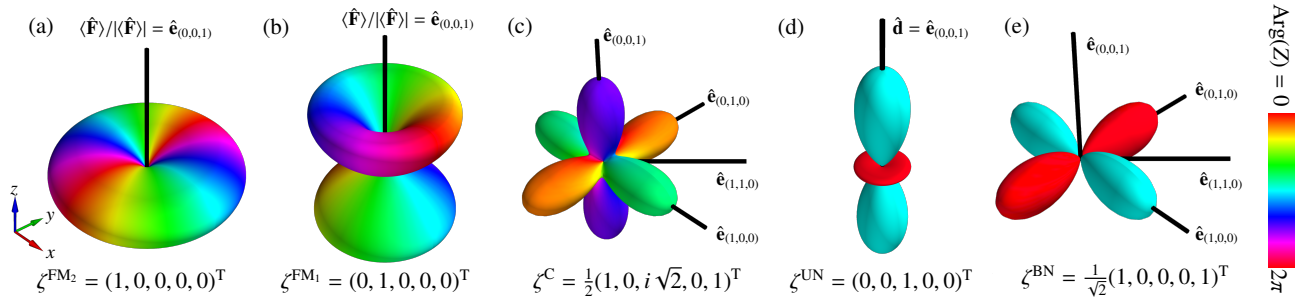 (a)
⟨F̂⟩/|⟨F̂⟩| = ê(0,0,1)
z
y
x
ζ^FM₂ = (1, 0, 0, 0, 0)^T
(b)
⟨F̂⟩/|⟨F̂⟩| = ê(0,0,1)
ζ^FM₁ = (0, 1, 0, 0, 0)^T
(c)
ê(0,0,1)
ê(0,1,0)
ê(1,1,0)
ê(1,0,0)
ζ^C = ½(1, 0, i√2, 0, 1)^T
(d)
d̂ = ê(0,0,1)
ζ^UN = (0, 0, 1, 0, 0)^T
(e)
ê(0,0,1)
ê(0,1,0)
ê(1,1,0)
ê(1,0,0)
ζ^BN = 1/√2(1, 0, 0, 0, 1)^T
Arg(Z) = 0
2π